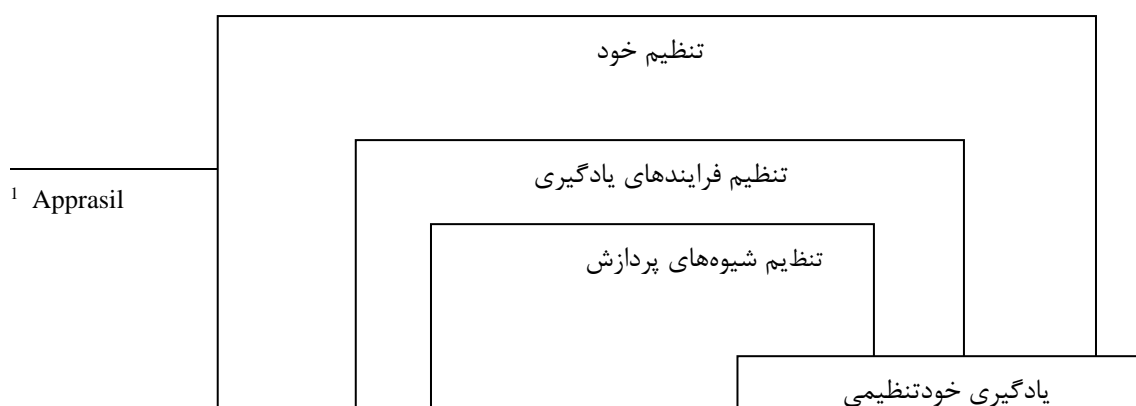 تنظیم خود
تنظیم فرایندهای یادگیری
¹ Apprasil
تنظیم شیوه‌های پردازش
یادگیری خودتنظیمی